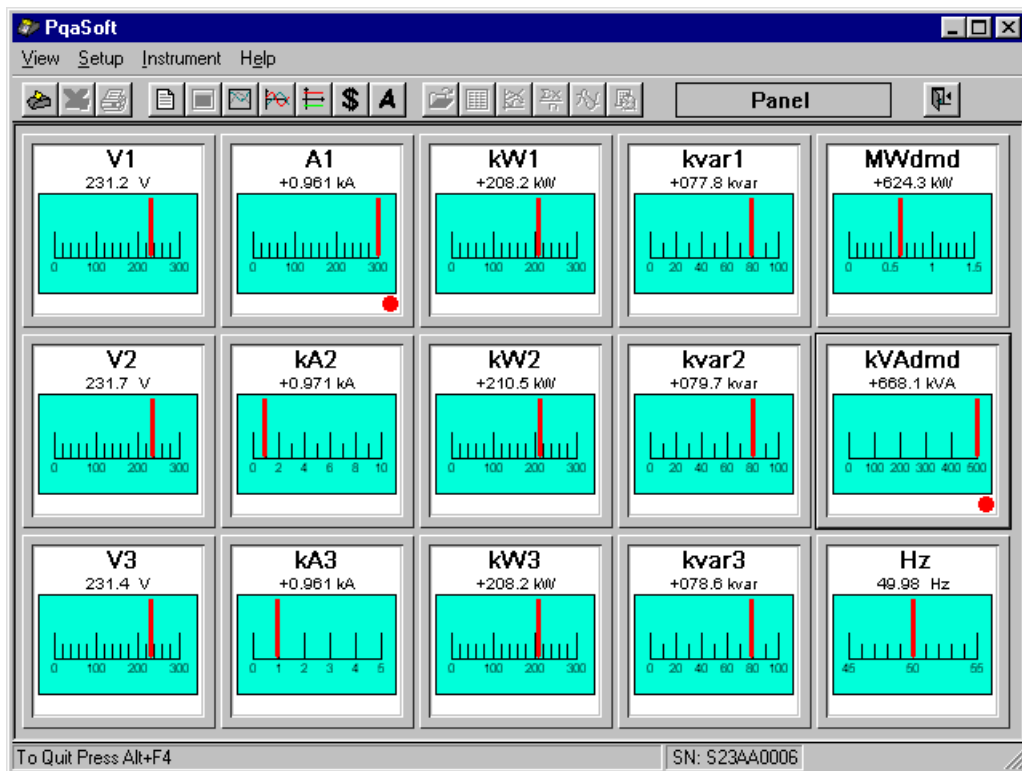 PqaSoft
View Setup Instrument Help
$ A Panel
V1 A1 kW1 kvar1 MWdmd
231.2 V +0.961 kA +208.2 kW +077.8 kvar +624.3 kW
0 100 200 300 0 100 200 300 0 100 200 300 0 20 40 60 80 100 0 0.5 1 1.5
V2 kA2 kW2 kvar2 kVAdmd
231.7 V +0.971 kA +210.5 kW +079.7 kvar +668.1 kVA
0 100 200 300 0 2 4 6 8 10 0 100 200 300 0 20 40 60 80 100 0 100 200 300 400 500
V3 kA3 kW3 kvar3 Hz
231.4 V +0.961 kA +208.2 kW +078.6 kvar 49.98 Hz
0 100 200 300 0 1 2 3 4 5 0 100 200 300 0 20 40 60 80 100 45 50 55
To Quit Press Alt+F4 SN: S23AA0006